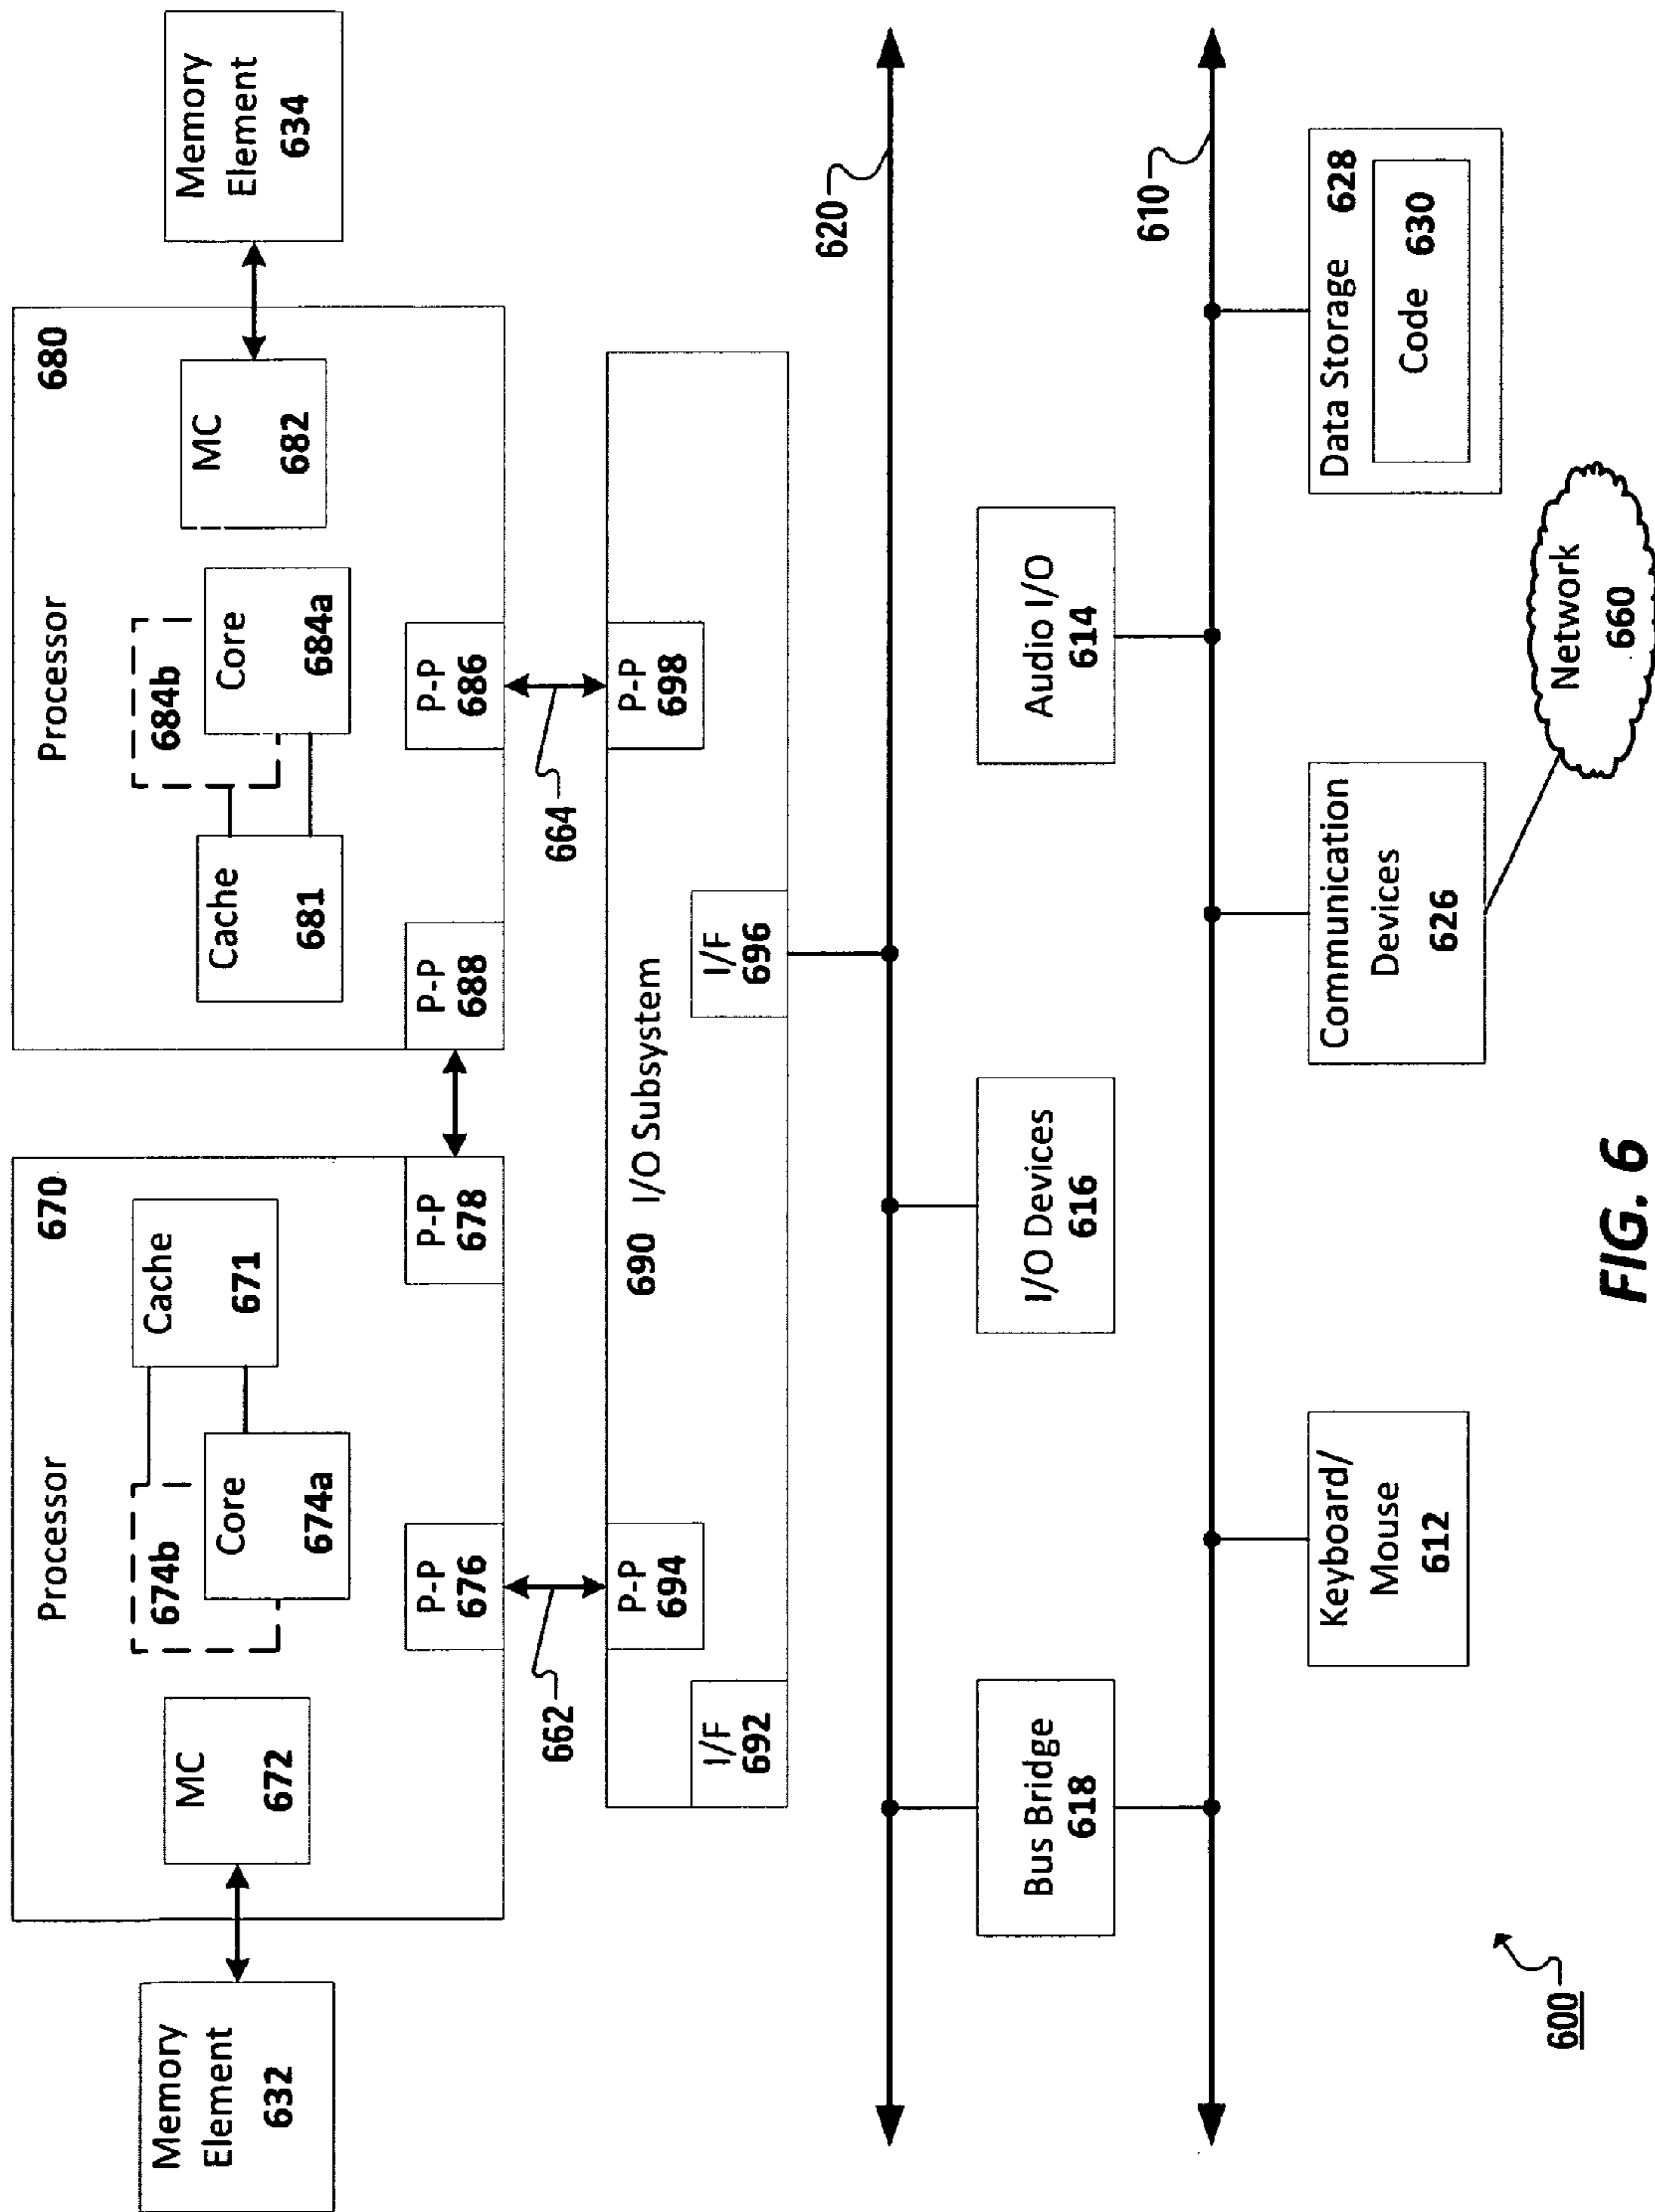 Memory
Element
632
Processor
670
MC
672
674b
Core
674a
Cache
671
P-P
676
P-P
678
Processor
680
Cache
681
684b
Core
684a
MC
682
P-P
688
P-P
686
Memory
Element
634
662
664
P-P
694
690 I/O Subsystem
P-P
698
I/F
692
I/F
696
620
Bus Bridge
618
I/O Devices
616
Audio I/O
614
610
Keyboard/
Mouse
612
Communication
Devices
626
Data Storage 628
Code 630
Network
660
600
FIG. 6